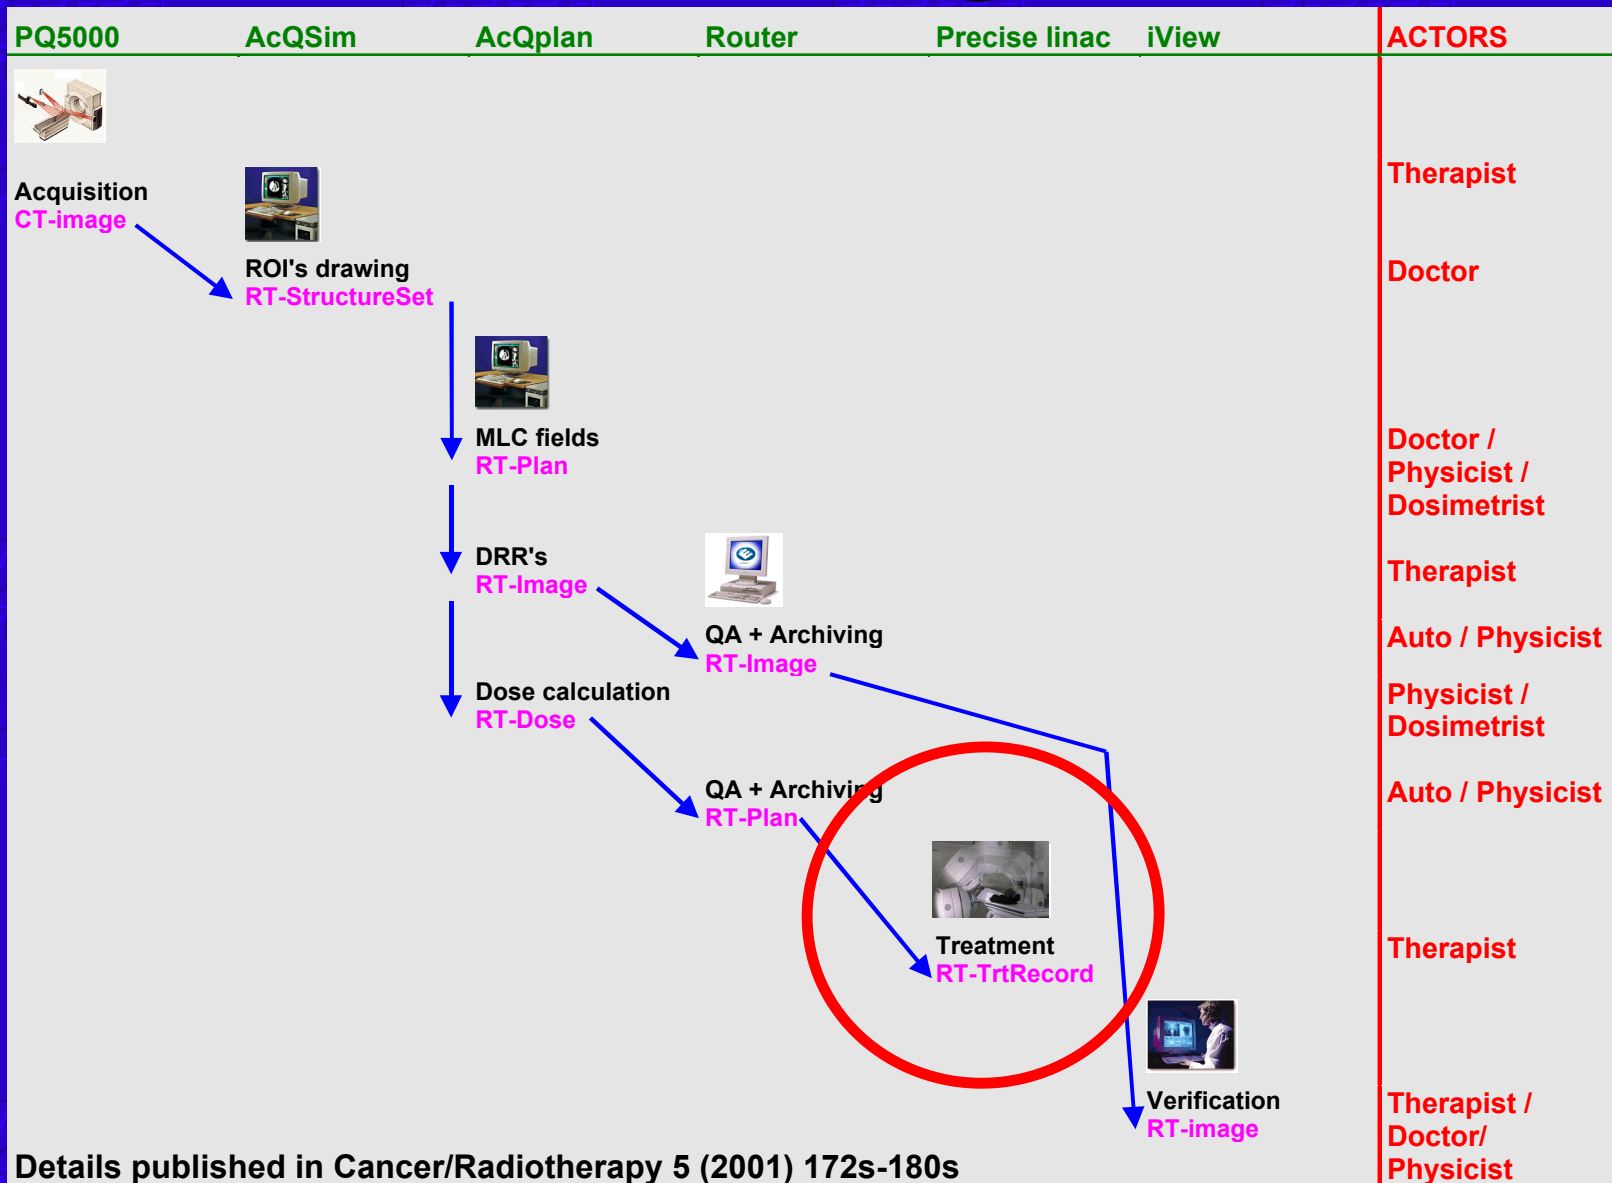 PQ5000 AcQSim AcQplan Router Precise linac iView ACTORS
Therapist
Acquisition
CT-image
ROI's drawing
RT-StructureSet
Doctor
MLC fields
RT-Plan
Doctor /
Physicist /
Dosimetrist
DRR's
RT-Image
Therapist
QA + Archiving
RT-Image
Auto / Physicist
Dose calculation
RT-Dose
Physicist /
Dosimetrist
QA + Archiving
RT-Plan
Auto / Physicist
Treatment
RT-TrtRecord
Therapist
Verification
RT-image
Therapist /
Doctor/
Physicist
Details published in Cancer/Radiotherapy 5 (2001) 172s-180s